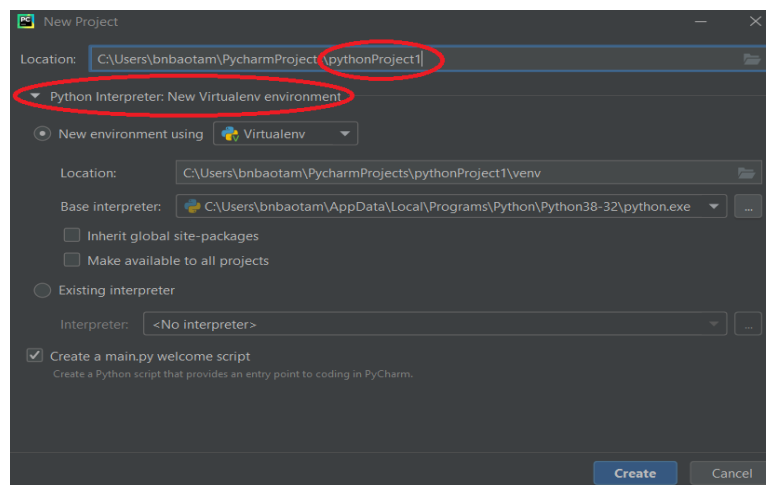 PC New Project
Location: C:\Users\bnbaotam\PycharmProject \pythonProject1
Python Interpreter: New Virtualenv environment
New environment using Virtualenv
Location: C:\Users\bnbaotam\PycharmProjects\pythonProject1\venv
Base interpreter: C:\Users\bnbaotam\AppData\Local\Programs\Python\Python38-32\python.exe ...
Inherit global site-packages
Make available to all projects
Existing interpreter
Interpreter: <No interpreter> ...
Create a main.py welcome script
Create a Python script that provides an entry point to coding in PyCharm.
Create Cancel